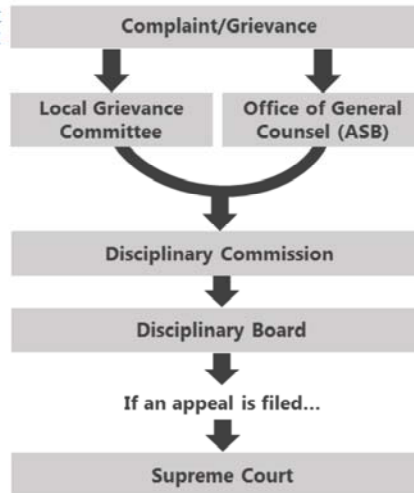 Complaint/Grievance
Local Grievance
Committee
Office of General
Counsel (ASB)
Disciplinary Commission
Disciplinary Board
If an appeal is filed...
Supreme Court